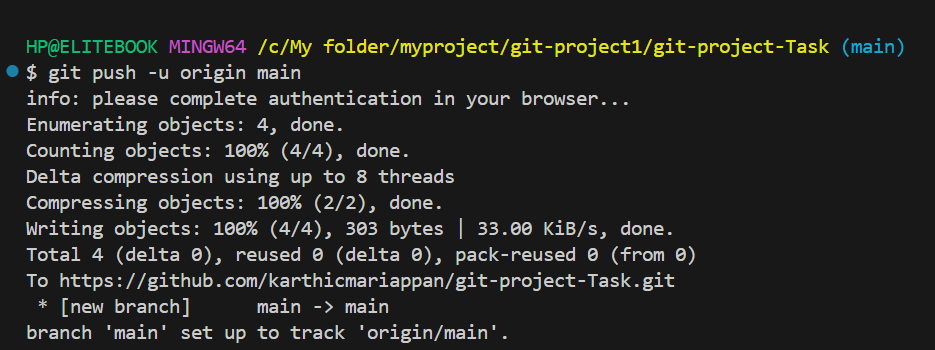 HP@ELITEBOOK MINGW64 /c/My folder/myproject/git-project1/git-project-Task (main)
$ git push -u origin main
info: please complete authentication in your browser...
Enumerating objects: 4, done.
Counting objects: 100% (4/4), done.
Delta compression using up to 8 threads
Compressing objects: 100% (2/2), done.
Writing objects: 100% (4/4), 303 bytes | 33.00 KiB/s, done.
Total 4 (delta 0), reused 0 (delta 0), pack-reused 0 (from 0)
To https://github.com/karthicmariappan/git-project-Task.git
 * [new branch]      main -> main
branch 'main' set up to track 'origin/main'.